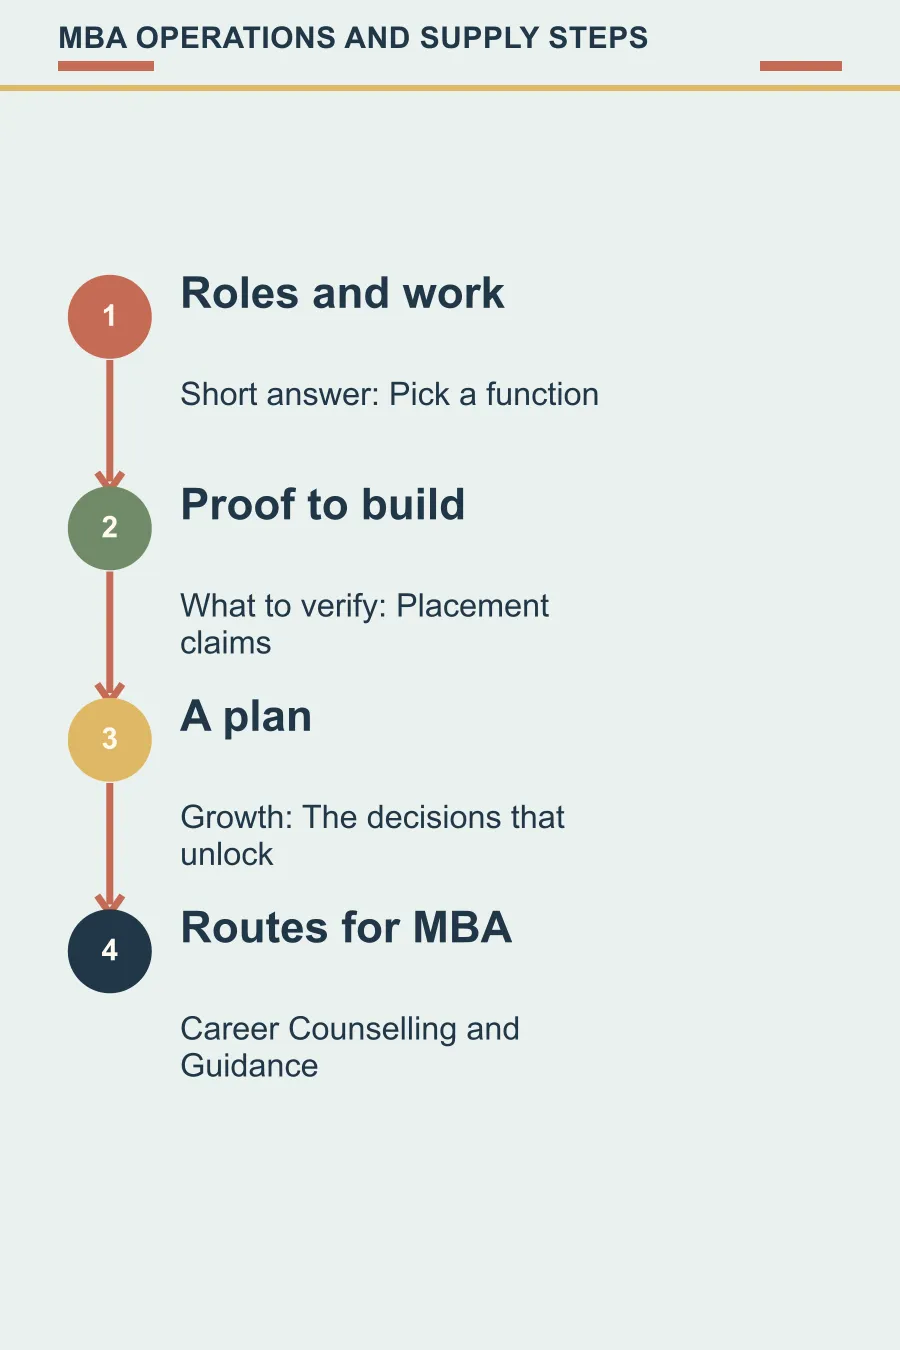 MBA OPERATIONS AND SUPPLY STEPS
1
Roles and work
Short answer: Pick a function
2
Proof to build
What to verify: Placement
claims
3
A plan
Growth: The decisions that
unlock
4
Routes for MBA
Career Counselling and
Guidance